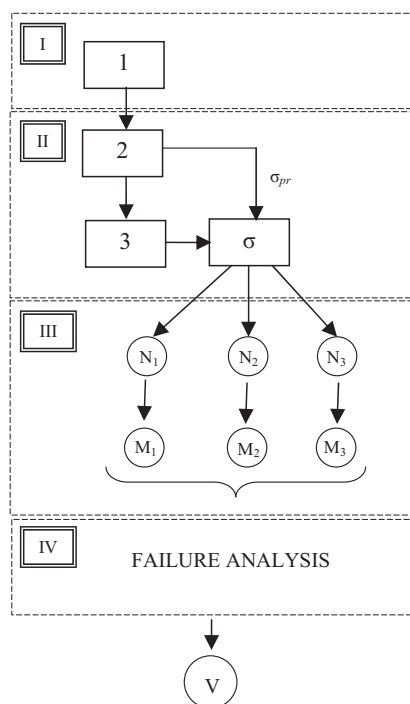 I
1
II
2
σpr
3
σ
III
N1
N2
N3
M1
M2
M3
IV
FAILURE ANALYSIS
V